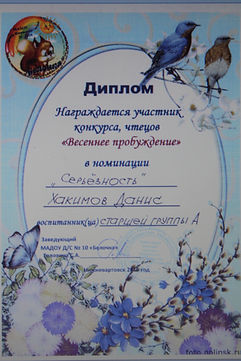 Диплом
Награждается участник
конкурса, чтецов
«Весеннее пробуждение»
в номинации
„Серьёзность”
Хакимов Данис
воспитанник(ца) старшей группы А
Заведующий
МАДОУ Д/С № 10 «Белочка»